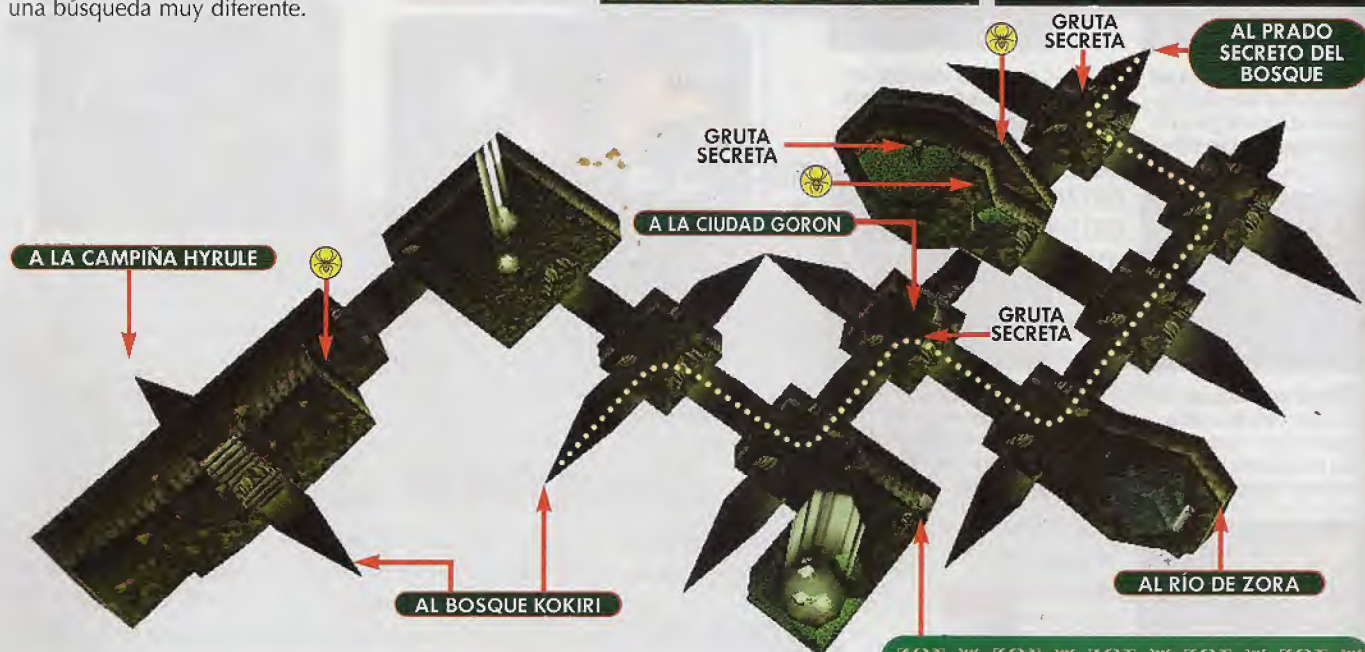 una búsqueda muy diferente.
GRUTA
SECRETA
AL PRADO
SECRETO DEL
BOSQUE
GRUTA
SECRETA
A LA CIUDAD GORON
A LA CAMPIÑA HYRULE
GRUTA
SECRETA
AL BOSQUE KOKIRI
AL RÍO DE ZORA